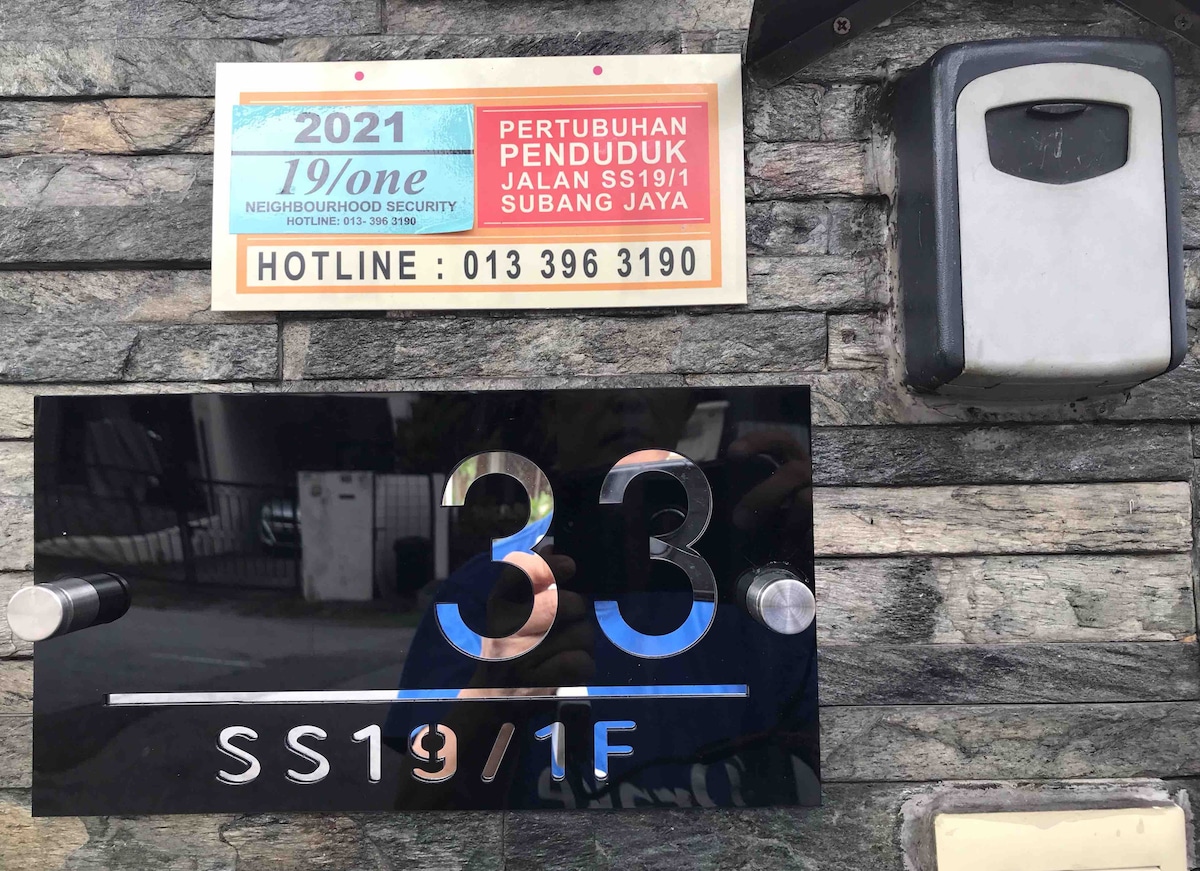 2021
19/one
NEIGHBOURHOOD SECURITY
HOTLINE: 013- 396 3190
PERTUBUHAN
PENDUDUK
JALAN SS19/1
SUBANG JAYA
HOTLINE : 013 396 3190
33
SS19/1F